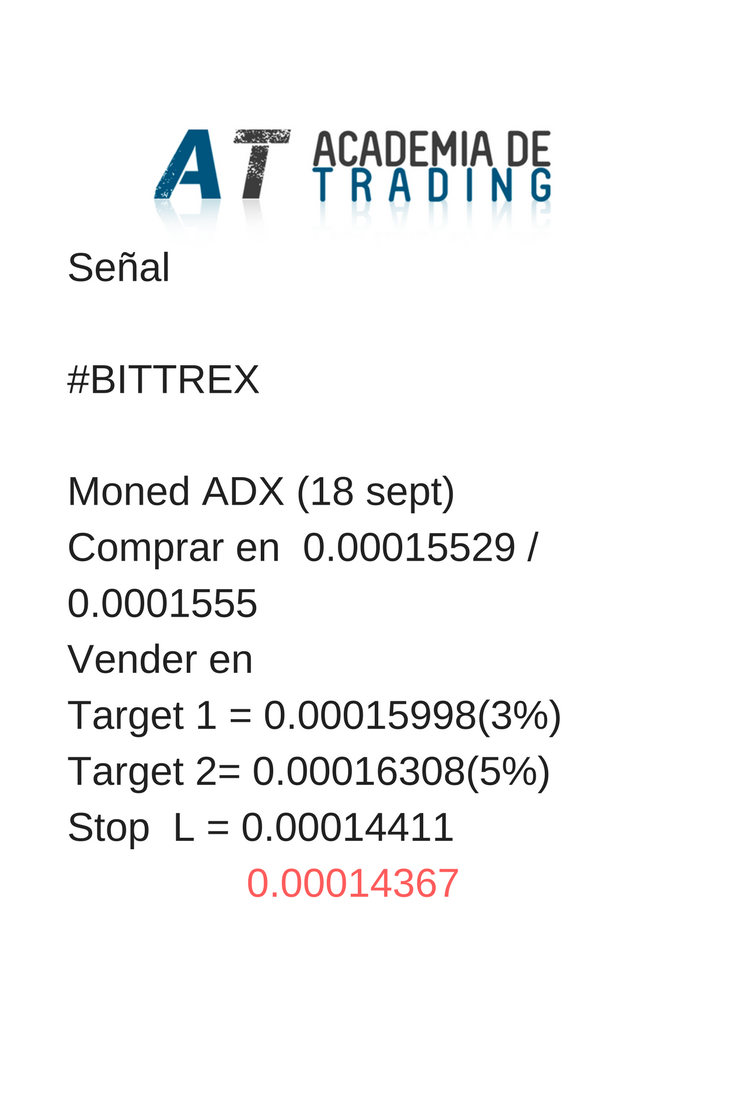 AT ACADEMIA DE
TRADING
Señal
#BITTREX
Moned ADX (18 sept)
Comprar en  0.00015529 /
0.0001555
Vender en
Target 1 = 0.00015998(3%)
Target 2= 0.00016308(5%)
Stop  L = 0.00014411
0.00014367